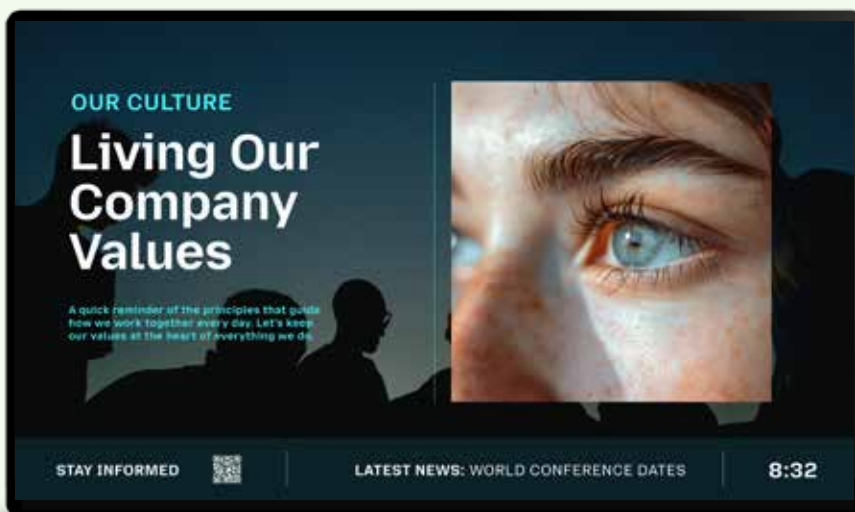 OUR CULTURE
Living Our
Company
Values
A quick reminder of the principles that guide
how we work together every day. Let's keep
our values at the heart of everything we do.
STAY INFORMED
LATEST NEWS: WORLD CONFERENCE DATES
8:32